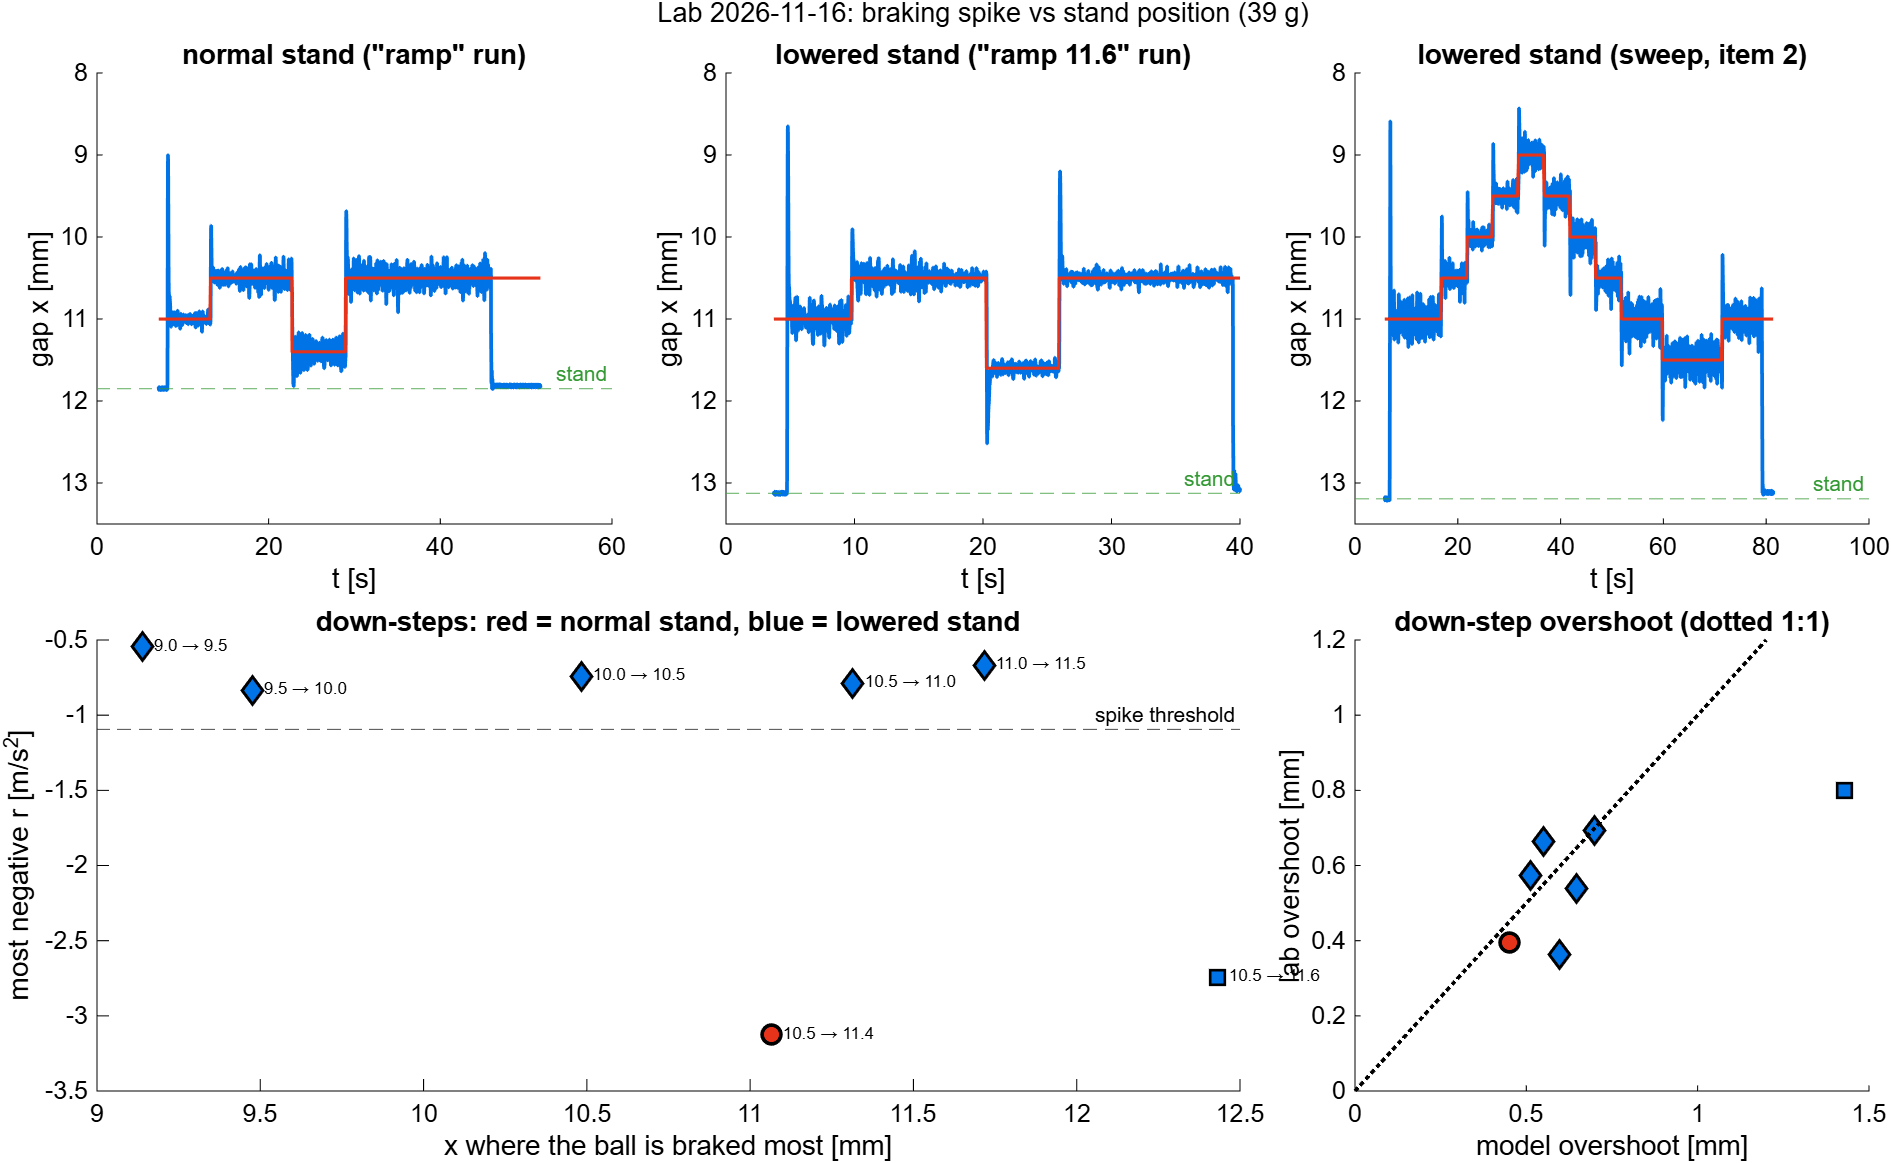 Lab 2026-11-16: braking spike vs stand position (39 g)
normal stand ("ramp" run)
8
9
10
11
12
13
gap x [mm]
stand
0
20
40
60
t [s]
lowered stand ("ramp 11.6" run)
8
9
10
11
12
13
gap x [mm]
stand
0
10
20
30
40
t [s]
lowered stand (sweep, item 2)
8
9
10
11
12
13
gap x [mm]
stand
0
20
40
60
80
100
t [s]
down-steps: red = normal stand, blue = lowered stand
-0.5
-1
-1.5
-2
-2.5
-3
-3.5
most negative r [m/s²]
9.0 → 9.5
9.5 → 10.0
10.0 → 10.5
10.5 → 11.0
11.0 → 11.5
spike threshold
10.5 → 11.6
10.5 → 11.4
9
9.5
10
10.5
11
11.5
12
12.5
x where the ball is braked most [mm]
down-step overshoot (dotted 1:1)
1.2
1
0.8
0.6
0.4
0.2
0
lab overshoot [mm]
0
0.5
1
1.5
model overshoot [mm]